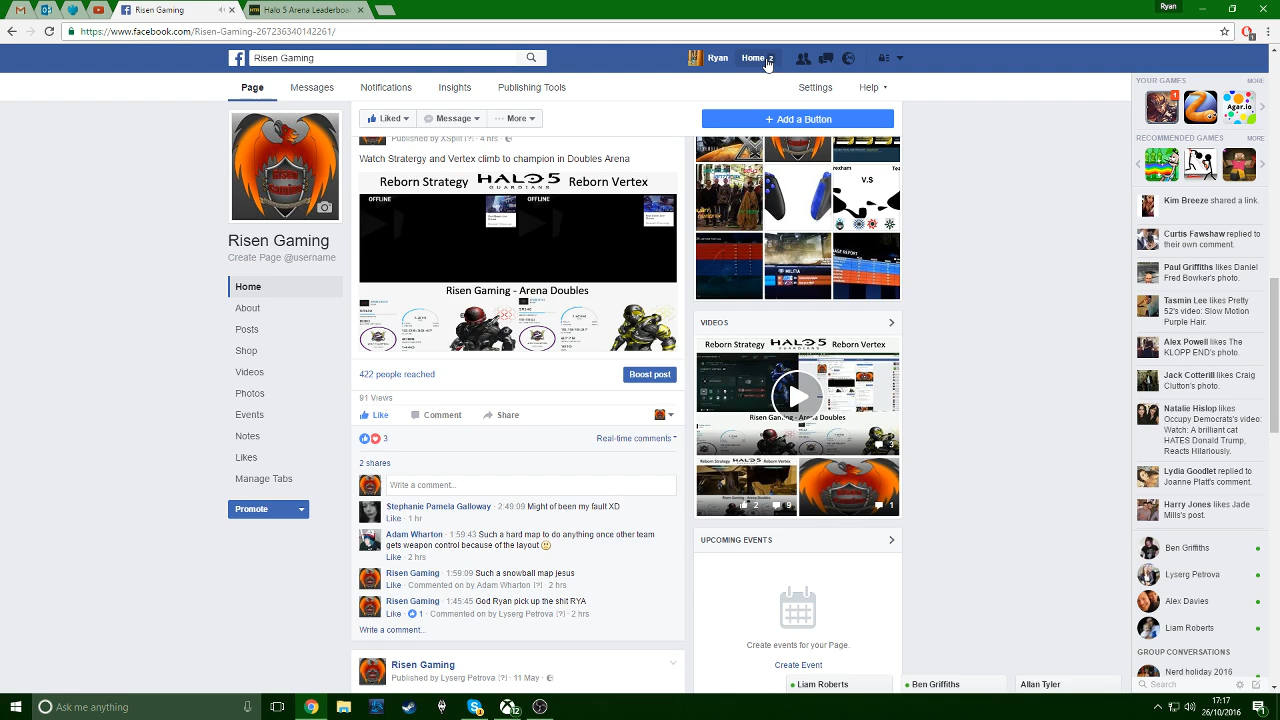 Ryan
Risen Gaming
Halo 5 Arena Leaderboard
https://www.facebook.com/Risen-Gaming-267236340142261/
Risen Gaming
Ryan
Home 2
Page
Messages
Notifications
Insights
Publishing Tools
Settings
Help
Liked
Message
More
+ Add a Button
Risen Gaming
Create Page @username
Home
About
Posts
Shop
Videos
Photos
Events
Notes
Likes
Manage Tabs
Promote
Published by XSpill [?] · 4 hrs ·
Watch Strategy and Vertex climb to champion in Doubles Arena
Reborn Strategy HALO 5 GUARDIANS Reborn Vertex
OFFLINE
OFFLINE
Risen Gaming - Arena Doubles
422 people reached
Boost post
91 Views
Like
Comment
Share
3
Real-time comments
2 shares
Write a comment...
Stephanie Pamela Galloway · 2:49:09 Might of been my fault XD
Like · 1 hr
Adam Wharton · 1:59:43 Such a hard map to do anything once other team
gets weapon control because of the layout
Like · 2 hrs
Risen Gaming · 1:59:09 Such a snowball map jesus
Like · Commented on by Adam Wharton [?] · 2 hrs
Risen Gaming · 1:45:45 God Ryan pick up the shit RYA
Like · 1 · Commented on by Lyserg Petrova [?] · 2 hrs
Write a comment...
Risen Gaming
Published by Lyserg Petrova [?] · 11 May ·
V.S
MILITIA
VIDEOS
Reborn Strategy HALO 5 GUARDIANS Reborn Vertex
Risen Gaming - Arena Doubles
3
Risen Gaming - Arena Doubles
2
9
1
UPCOMING EVENTS
Create events for your Page.
Create Event
YOUR GAMES
MORE
1
Agar.io
RECOMMENDED GAMES
MORE
Kim Breeze shared a link.
Curtis Fawshaw replied to
their own comment.
Paul Griffiths likes Daniel
Fred Bowker's photo.
Tasmin Lee likes Pretty
52's video: Slow Motion
Purple Hair.
Alex Powell likes The
KLOPP END's photo.
Jack Cotterill likes Craig
Natalie Hislop likes
Occupy Democrats's video:
Watch: A brilliant cat
HATES Donald Trump,
Reacts Hilariously.
Lydia Goodlet replied to
Joanne Platt's comment.
Harry Jones likes Jade
Mills's post.
Ben Griffiths
Lyserg Petrova
Alex Davies
Liam Roberts
GROUP CONVERSATIONS
Nerd holiday 2016
Search
Liam Roberts
Ben Griffiths
Allan Tyler
Ask me anything
17:17
26/10/2016